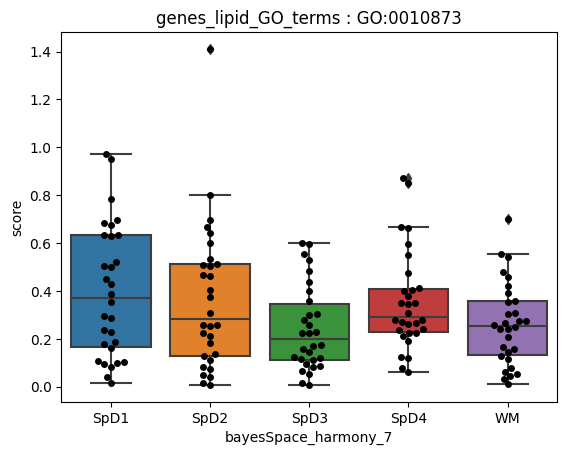 genes_lipid_GO_terms : GO:0010873
1.4
1.2
1.0
0.8
0.6
0.4
0.2
0.0
score
SpD1 SpD2 SpD3 SpD4 WM
bayesSpace_harmony_7